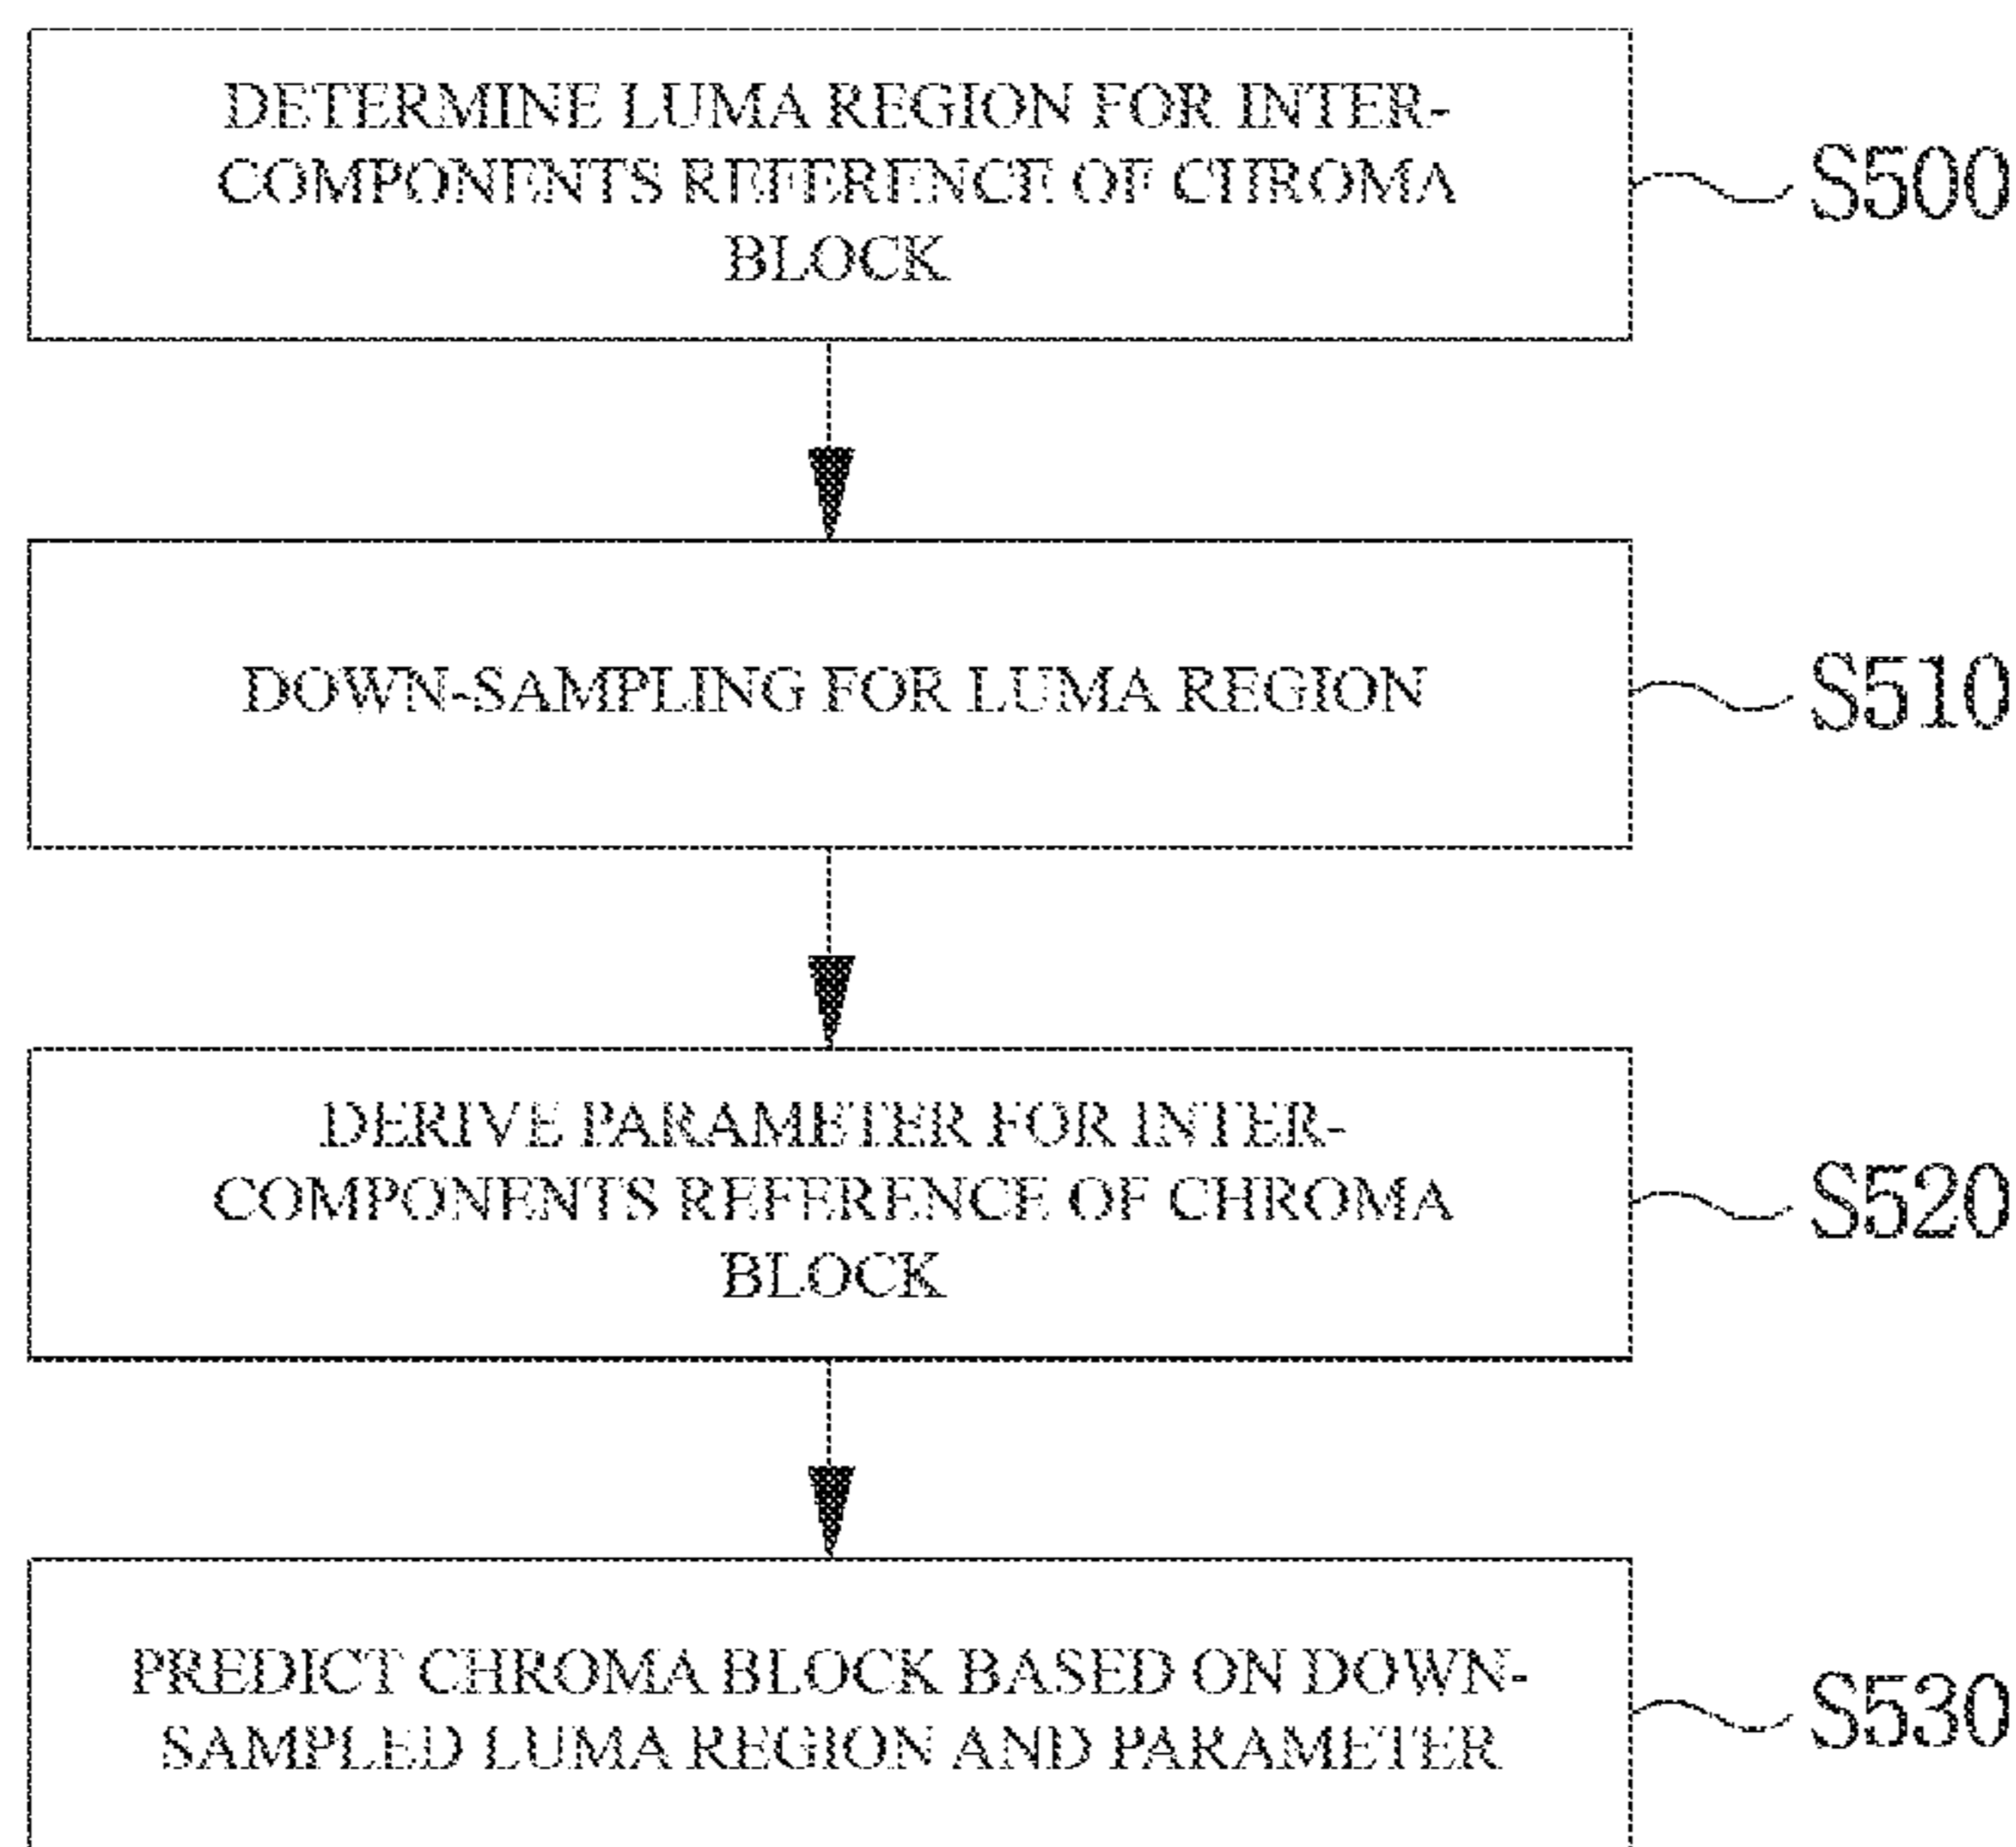 DETERMINE LUMA REGION FOR INTER-
COMPONENTS REFERENCE OF CHROMA
BLOCK
S500
DOWN-SAMPLING FOR LUMA REGION
S510
DERIVE PARAMETER FOR INTER-
COMPONENTS REFERENCE OF CHROMA
BLOCK
S520
PREDICT CHROMA BLOCK BASED ON DOWN-
SAMPLED LUMA REGION AND PARAMETER
S530